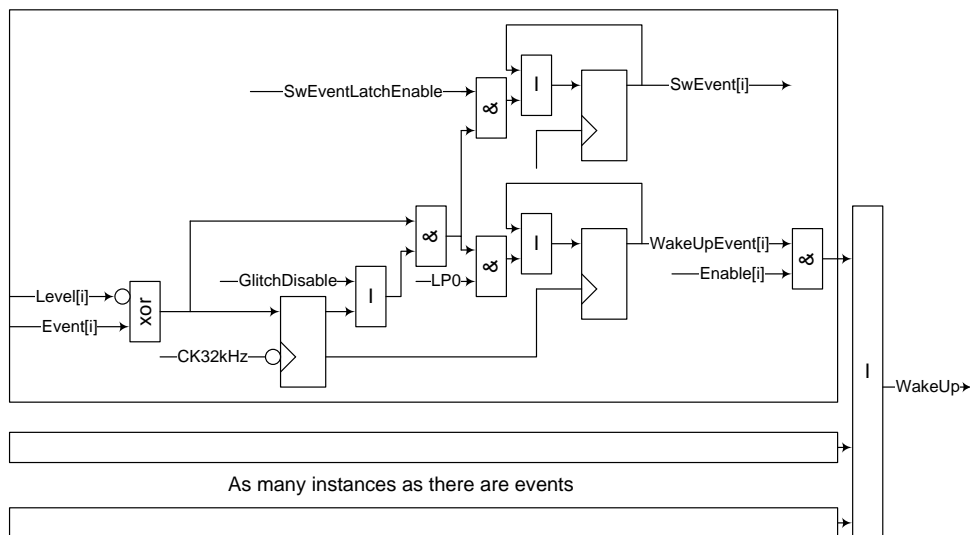 SwEventLatchEnable
&
I
SwEvent[i]
&
GlitchDisable
I
LP0
&
I
WakeUpEvent[i]
Enable[i]
&
Level[i]
Event[i]
xor
CK32kHz
I
WakeUp
As many instances as there are events